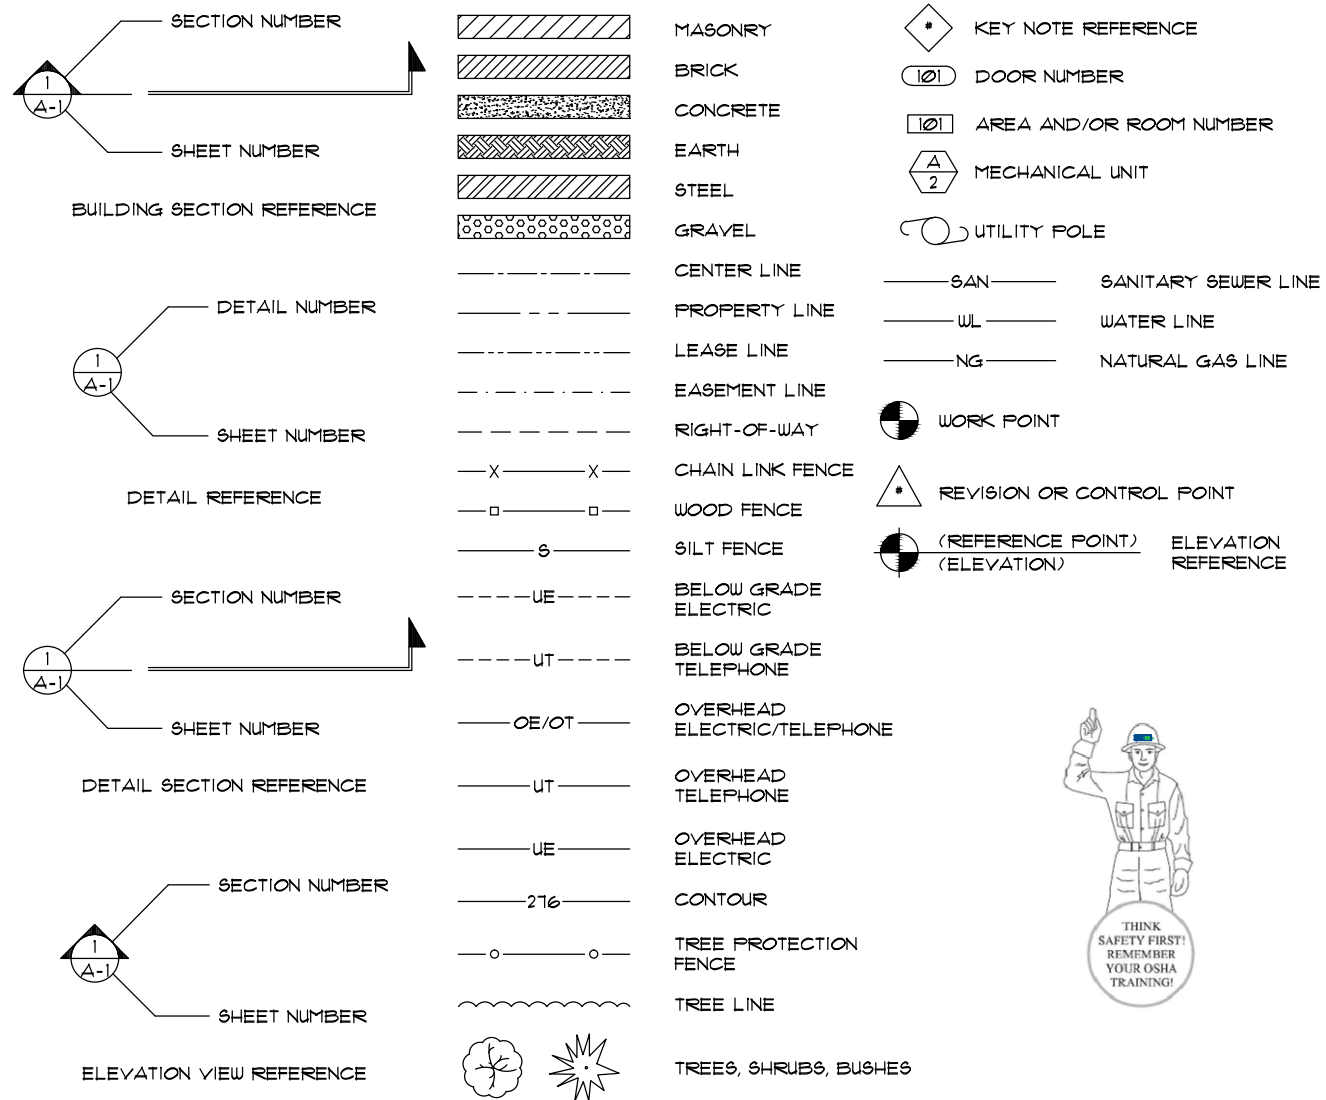 SECTION NUMBER
1
A-1
SHEET NUMBER
BUILDING SECTION REFERENCE
DETAIL NUMBER
1
A-1
SHEET NUMBER
DETAIL REFERENCE
SECTION NUMBER
1
A-1
SHEET NUMBER
DETAIL SECTION REFERENCE
SECTION NUMBER
1
A-1
SHEET NUMBER
ELEVATION VIEW REFERENCE
MASONRY
BRICK
CONCRETE
EARTH
STEEL
GRAVEL
CENTER LINE
PROPERTY LINE
LEASE LINE
EASEMENT LINE
RIGHT-OF-WAY
X X CHAIN LINK FENCE
WOOD FENCE
S SILT FENCE
UE BELOW GRADE
ELECTRIC
UT BELOW GRADE
TELEPHONE
OE/OT OVERHEAD
ELECTRIC/TELEPHONE
UT OVERHEAD
TELEPHONE
UE OVERHEAD
ELECTRIC
276 CONTOUR
TREE PROTECTION
FENCE
TREE LINE
TREES, SHRUBS, BUSHES
# KEY NOTE REFERENCE
101 DOOR NUMBER
101 AREA AND/OR ROOM NUMBER
A
2
MECHANICAL UNIT
UTILITY POLE
SAN SANITARY SEWER LINE
WL WATER LINE
NG NATURAL GAS LINE
WORK POINT
# REVISION OR CONTROL POINT
(REFERENCE POINT)
(ELEVATION)
ELEVATION
REFERENCE
THINK
SAFETY FIRST!
REMEMBER
YOUR OSHA
TRAINING!